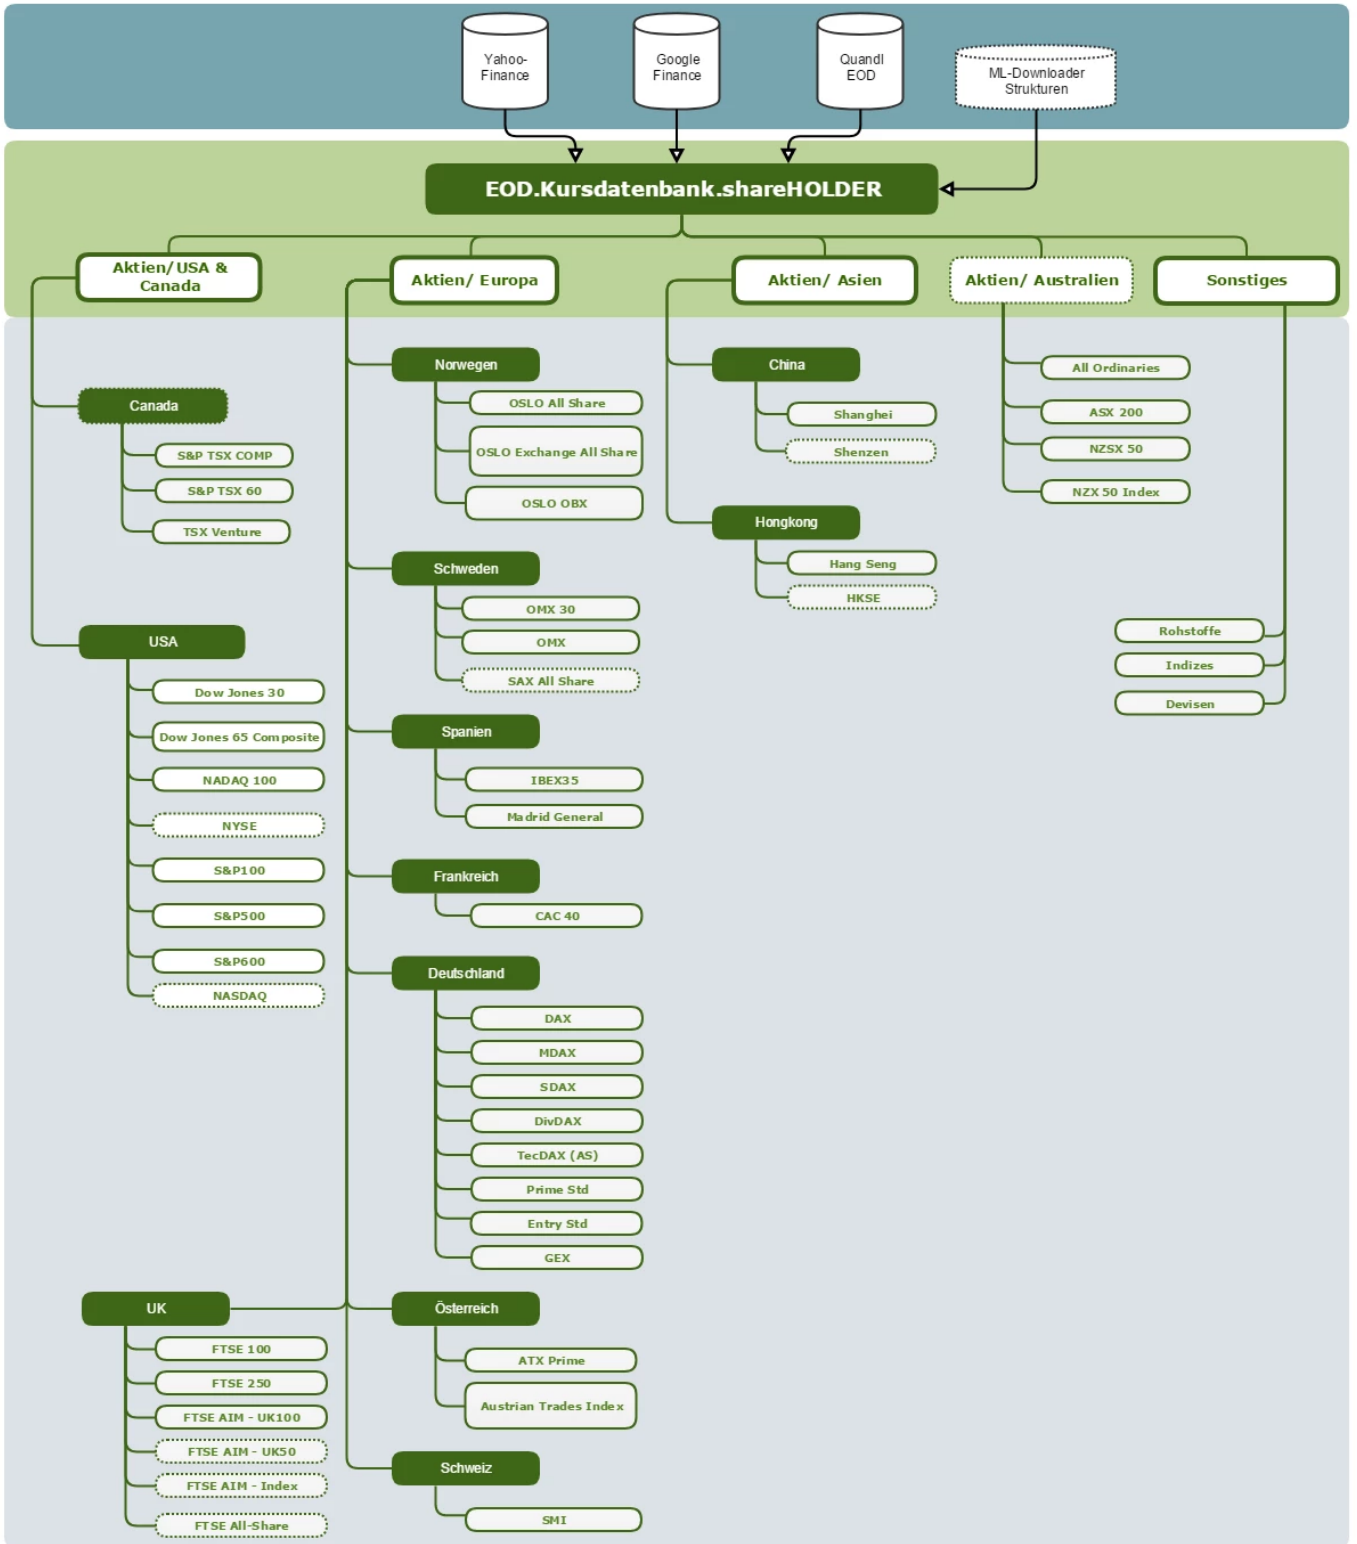 Yahoo-
Finance
Google
Finance
Quandl
EOD
ML-Downloader
Strukturen
EOD.Kursdatenbank.shareHOLDER
Aktien/USA &
Canada
Aktien/ Europa
Aktien/ Asien
Aktien/ Australien
Sonstiges
Canada
S&P TSX COMP
S&P TSX 60
TSX Venture
USA
Dow Jones 30
Dow Jones 65 Composite
NADAQ 100
NYSE
S&P100
S&P500
S&P600
NASDAQ
UK
FTSE 100
FTSE 250
FTSE AIM - UK100
FTSE AIM - UK50
FTSE AIM - Index
FTSE All-Share
Norwegen
OSLO All Share
OSLO Exchange All Share
OSLO OBX
Schweden
OMX 30
OMX
SAX All Share
Spanien
IBEX35
Madrid General
Frankreich
CAC 40
Deutschland
DAX
MDAX
SDAX
DivDAX
TecDAX (AS)
Prime Std
Entry Std
GEX
Österreich
ATX Prime
Austrian Trades Index
Schweiz
SMI
China
Shanghei
Shenzen
Hongkong
Hang Seng
HKSE
All Ordinaries
ASX 200
NZSX 50
NZX 50 Index
Rohstoffe
Indizes
Devisen